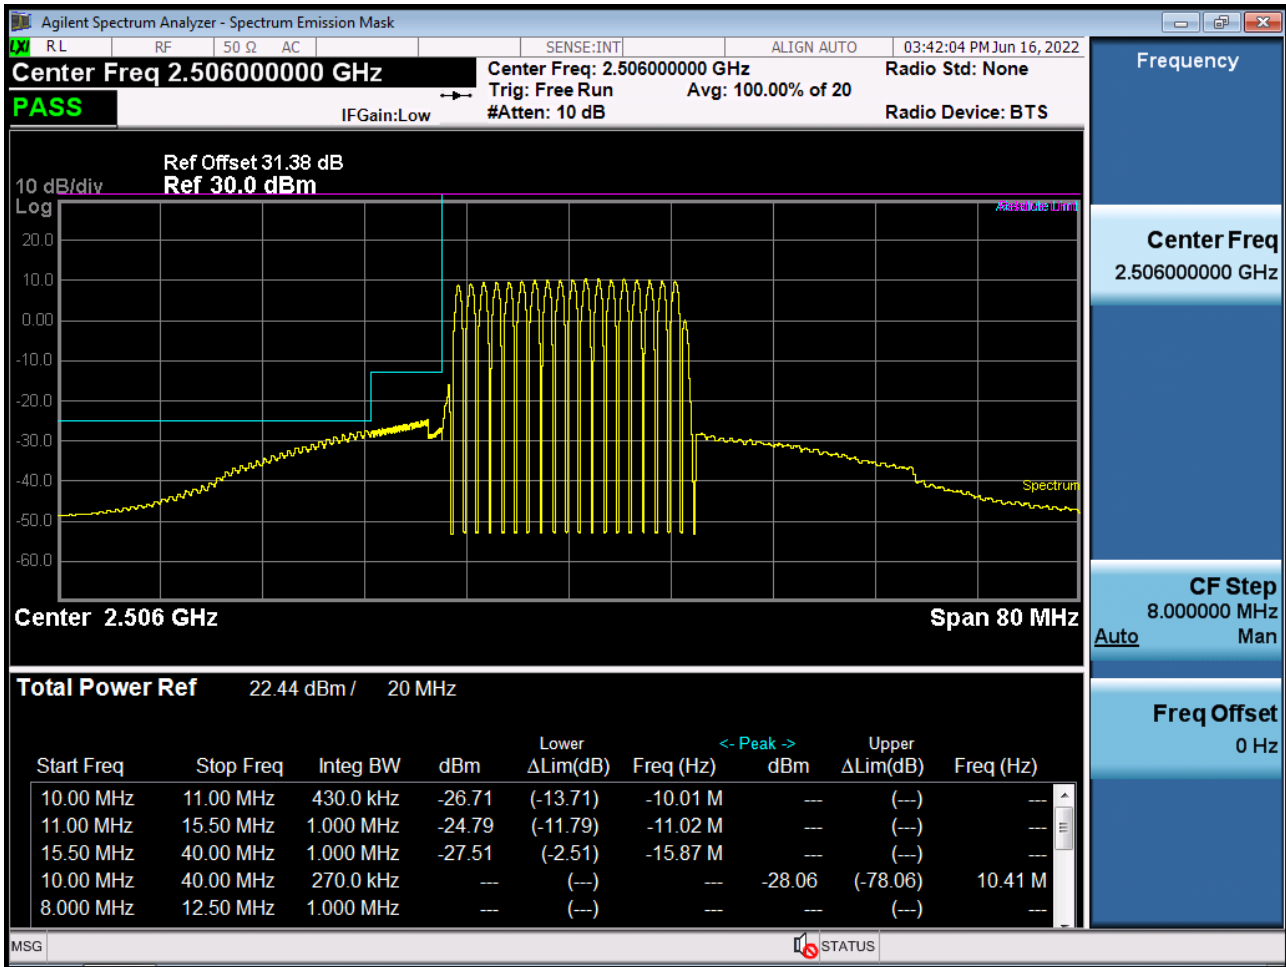 Agilent Spectrum Analyzer - Spectrum Emission Mask
LXI RL RF 50 Ω AC SENSE:INT ALIGN AUTO 03:42:04 PM Jun 16, 2022
Center Freq 2.506000000 GHz
Center Freq: 2.506000000 GHz Radio Std: None
Trig: Free Run Avg: 100.00% of 20
PASS
IFGain:Low #Atten: 10 dB Radio Device: BTS
Ref Offset 31.38 dB
10 dB/div Ref 30.0 dBm
Log
Absolute Limit
20.0
10.0
0.00
-10.0
-20.0
-30.0
-40.0
Spectrum
-50.0
-60.0
Center 2.506 GHz Span 80 MHz
Total Power Ref 22.44 dBm / 20 MHz
Lower <- Peak -> Upper
Start Freq Stop Freq Integ BW dBm ΔLim(dB) Freq (Hz) dBm ΔLim(dB) Freq (Hz)
10.00 MHz 11.00 MHz 430.0 kHz -26.71 (-13.71) -10.01 M --- (---) ---
11.00 MHz 15.50 MHz 1.000 MHz -24.79 (-11.79) -11.02 M --- (---) ---
15.50 MHz 40.00 MHz 1.000 MHz -27.51 (-2.51) -15.87 M --- (---) ---
10.00 MHz 40.00 MHz 270.0 kHz --- (---) --- -28.06 (-78.06) 10.41 M
8.000 MHz 12.50 MHz 1.000 MHz --- (---) --- --- (---) ---
MSG STATUS
Frequency
Center Freq
2.506000000 GHz
CF Step
8.000000 MHz
Auto Man
Freq Offset
0 Hz